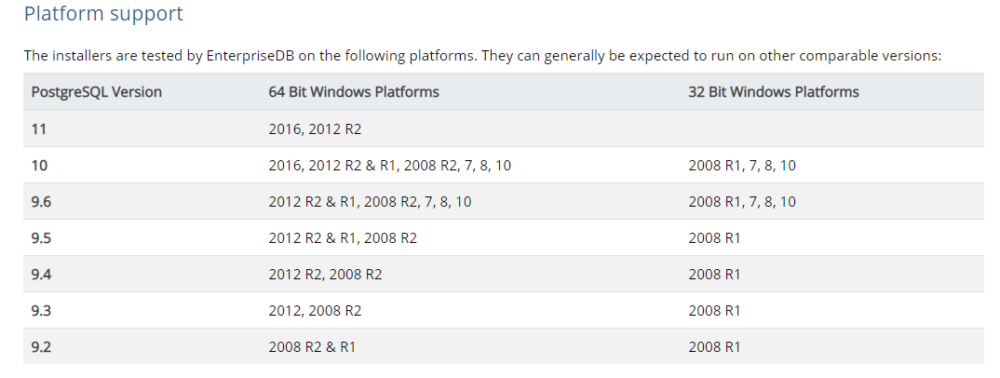 Platform support
The installers are tested by EnterpriseDB on the following platforms. They can generally be expected to run on other comparable versions:
PostgreSQL Version 64 Bit Windows Platforms 32 Bit Windows Platforms
11 2016, 2012 R2
10 2016, 2012 R2 & R1, 2008 R2, 7, 8, 10 2008 R1, 7, 8, 10
9.6 2012 R2 & R1, 2008 R2, 7, 8, 10 2008 R1, 7, 8, 10
9.5 2012 R2 & R1, 2008 R2 2008 R1
9.4 2012 R2, 2008 R2 2008 R1
9.3 2012, 2008 R2 2008 R1
9.2 2008 R2 & R1 2008 R1